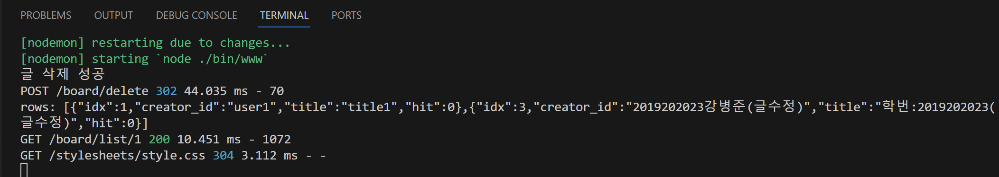 PROBLEMS OUTPUT DEBUG CONSOLE TERMINAL PORTS
[nodemon] restarting due to changes...
[nodemon] starting `node ./bin/www`
글 삭제 성공
POST /board/delete 302 44.035 ms - 70
rows: [{"idx":1,"creator_id":"user1","title":"title1","hit":0},{"idx":3,"creator_id":"2019202023강병준(글수정)","title":"학번:2019202023(
글수정)","hit":0}]
GET /board/list/1 200 10.451 ms - 1072
GET /stylesheets/style.css 304 3.112 ms - -